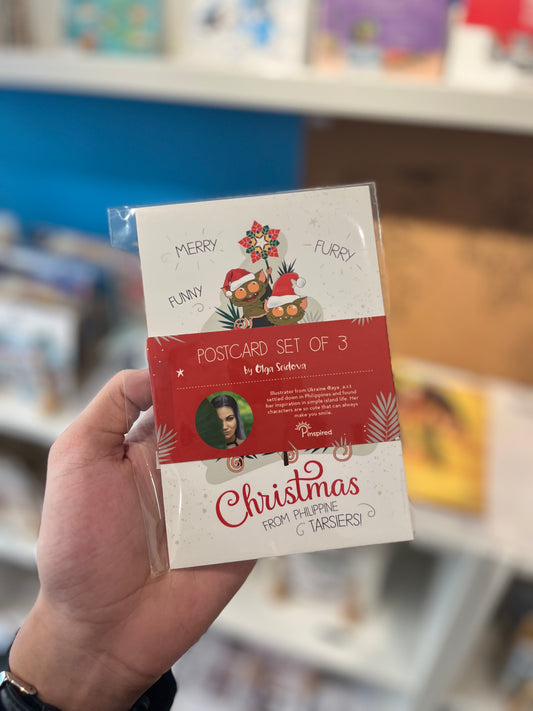 MERRY
FURRY
FUNNY
POSTCARD SET OF 3
by Olga Sadova
Illustrator from Ukraine @aya_a.r.t
settled down in Philippines and found
her inspiration in simple island life. Her
characters are so cute that can always
make you smile.
Pinspired
Christmas
FROM PHILIPPINE
TARSIERS!